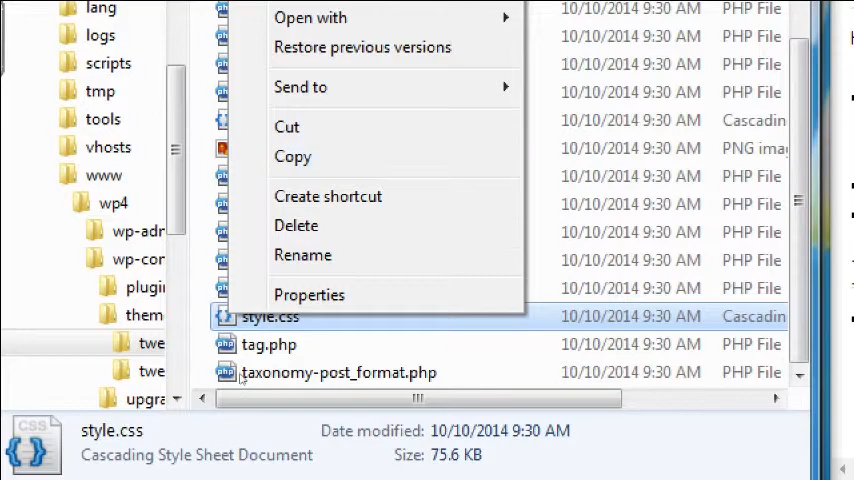 lang
logs
scripts
tmp
tools
vhosts
www
wp4
wp-adr
wp-cor
plugin
them
twe
twe
upgra
Open with
Restore previous versions
Send to
Cut
Copy
Create shortcut
Delete
Rename
Properties
10/10/2014 9:30 AM PHP File
10/10/2014 9:30 AM PHP File
10/10/2014 9:30 AM PHP File
10/10/2014 9:30 AM PHP File
10/10/2014 9:30 AM Cascading
10/10/2014 9:30 AM PNG imag
10/10/2014 9:30 AM PHP File
10/10/2014 9:30 AM PHP File
10/10/2014 9:30 AM PHP File
10/10/2014 9:30 AM PHP File
10/10/2014 9:30 AM PHP File
style.css 10/10/2014 9:30 AM Cascadin
tag.php 10/10/2014 9:30 AM PHP File
taxonomy-post_format.php 10/10/2014 9:30 AM PHP File
CSS
style.css Date modified: 10/10/2014 9:30 AM
Cascading Style Sheet Document Size: 75.6 KB